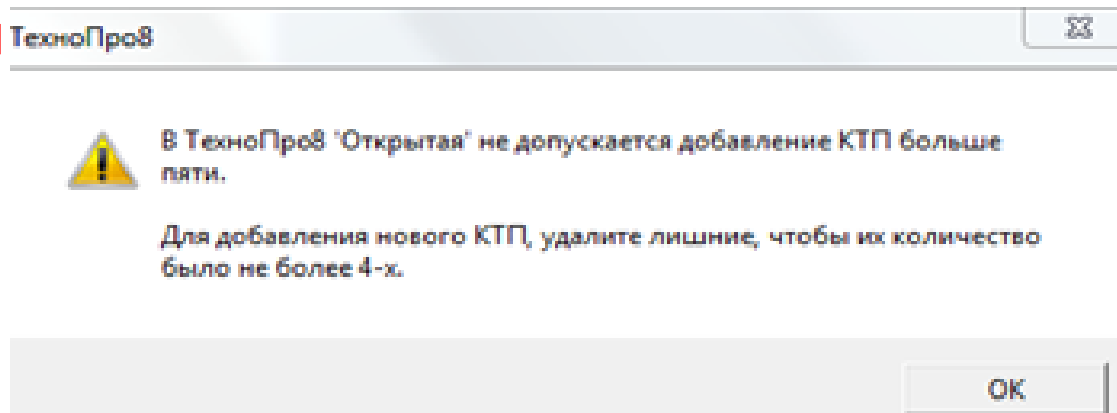 ТехноПро8
В ТехноПро8 'Открытая' не допускается добавление КТП больше
пяти.
Для добавления нового КТП, удалите лишние, чтобы их количество
было не более 4-х.
ОК